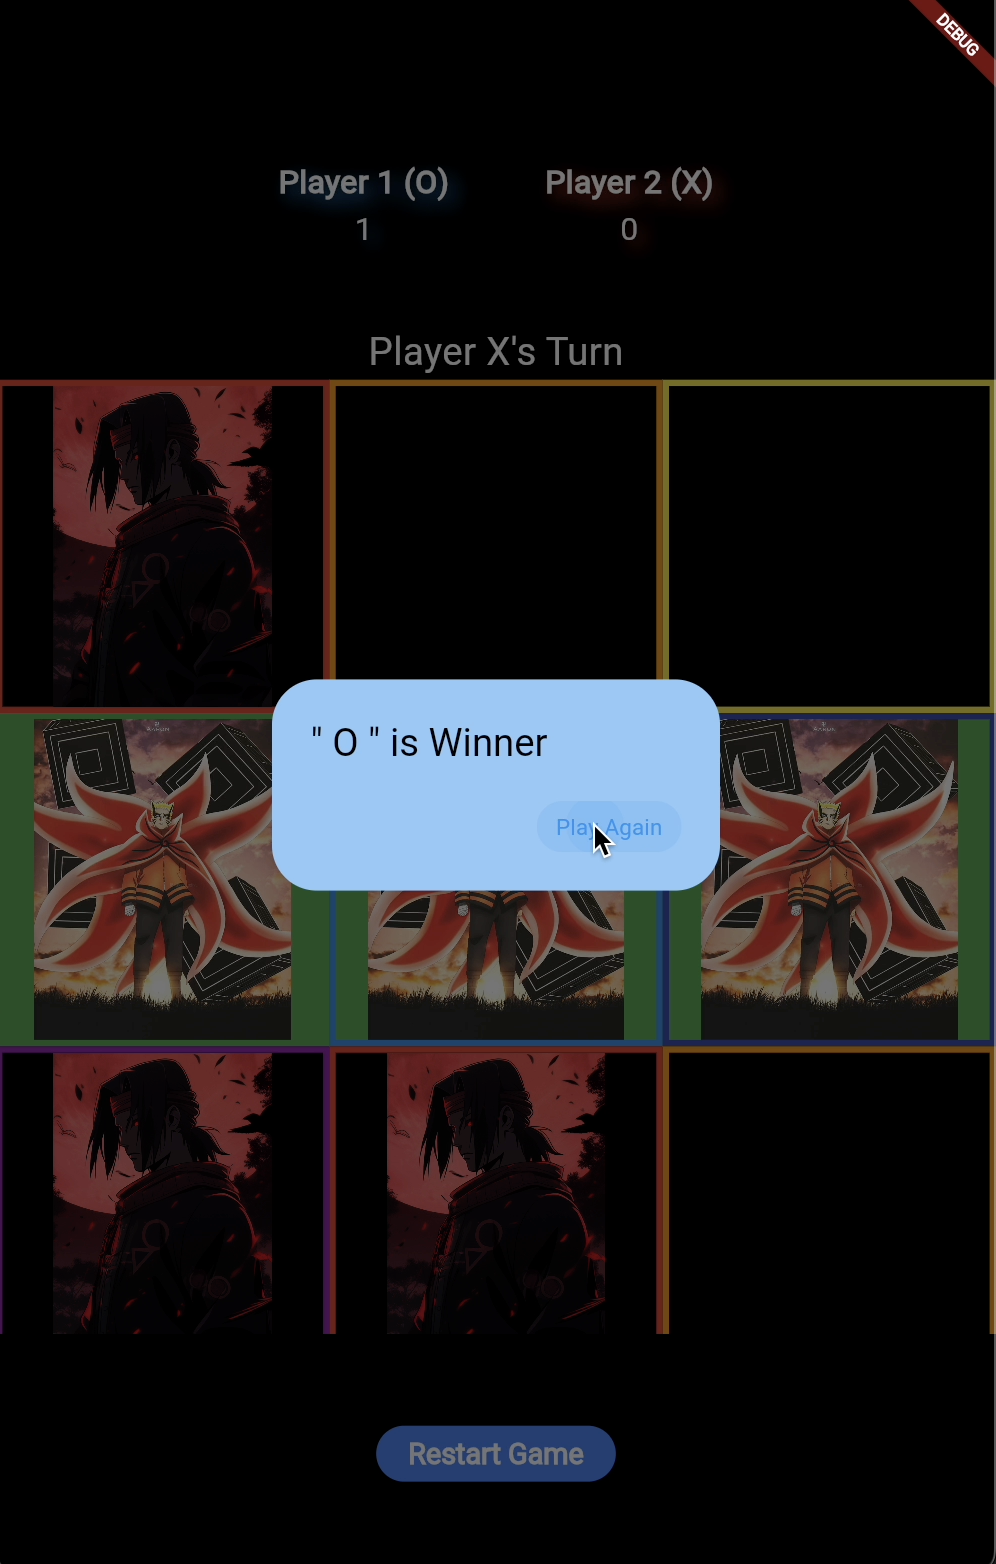 DEBUG
Player 1 (O) Player 2 (X)
1 0
Player X's Turn
" O " is Winner
Play Again
Restart Game